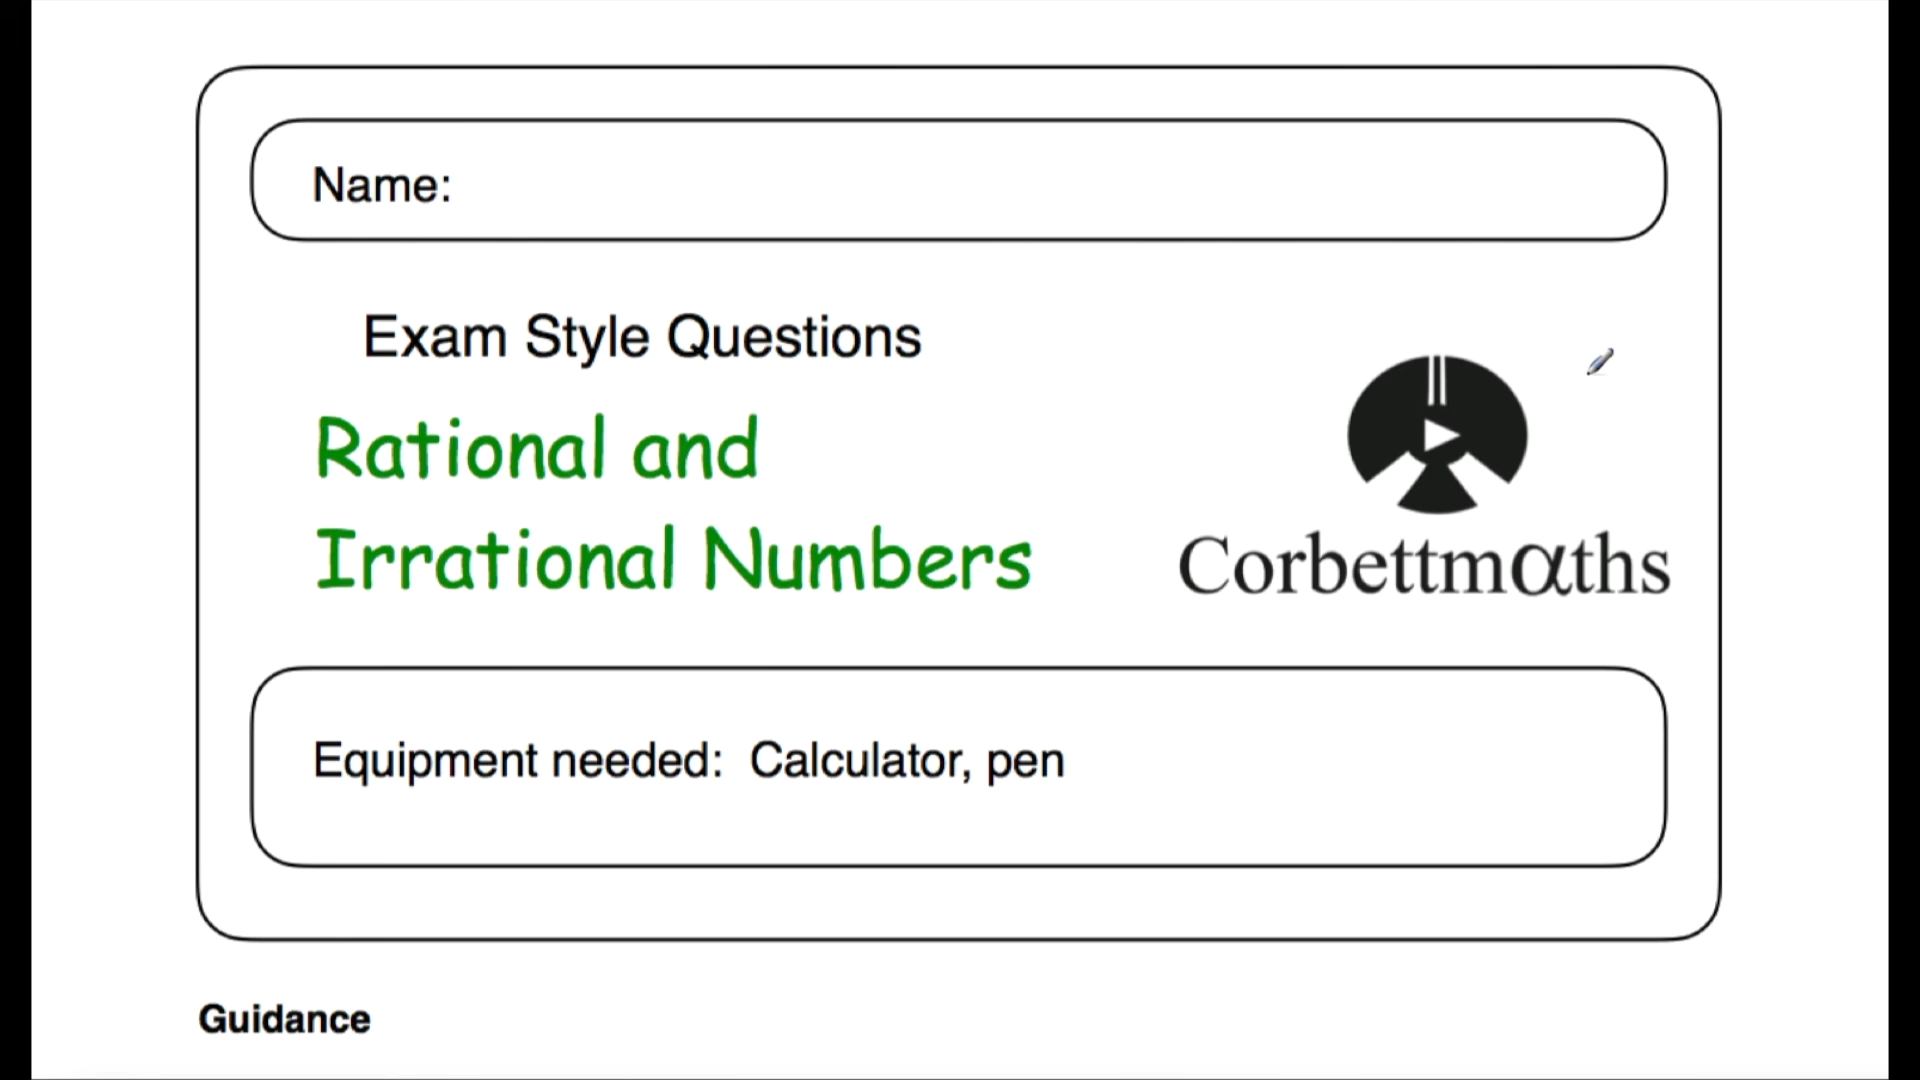 Name:
Exam Style Questions
Rational and
Irrational Numbers
Corbettmαths
Equipment needed: Calculator, pen
Guidance